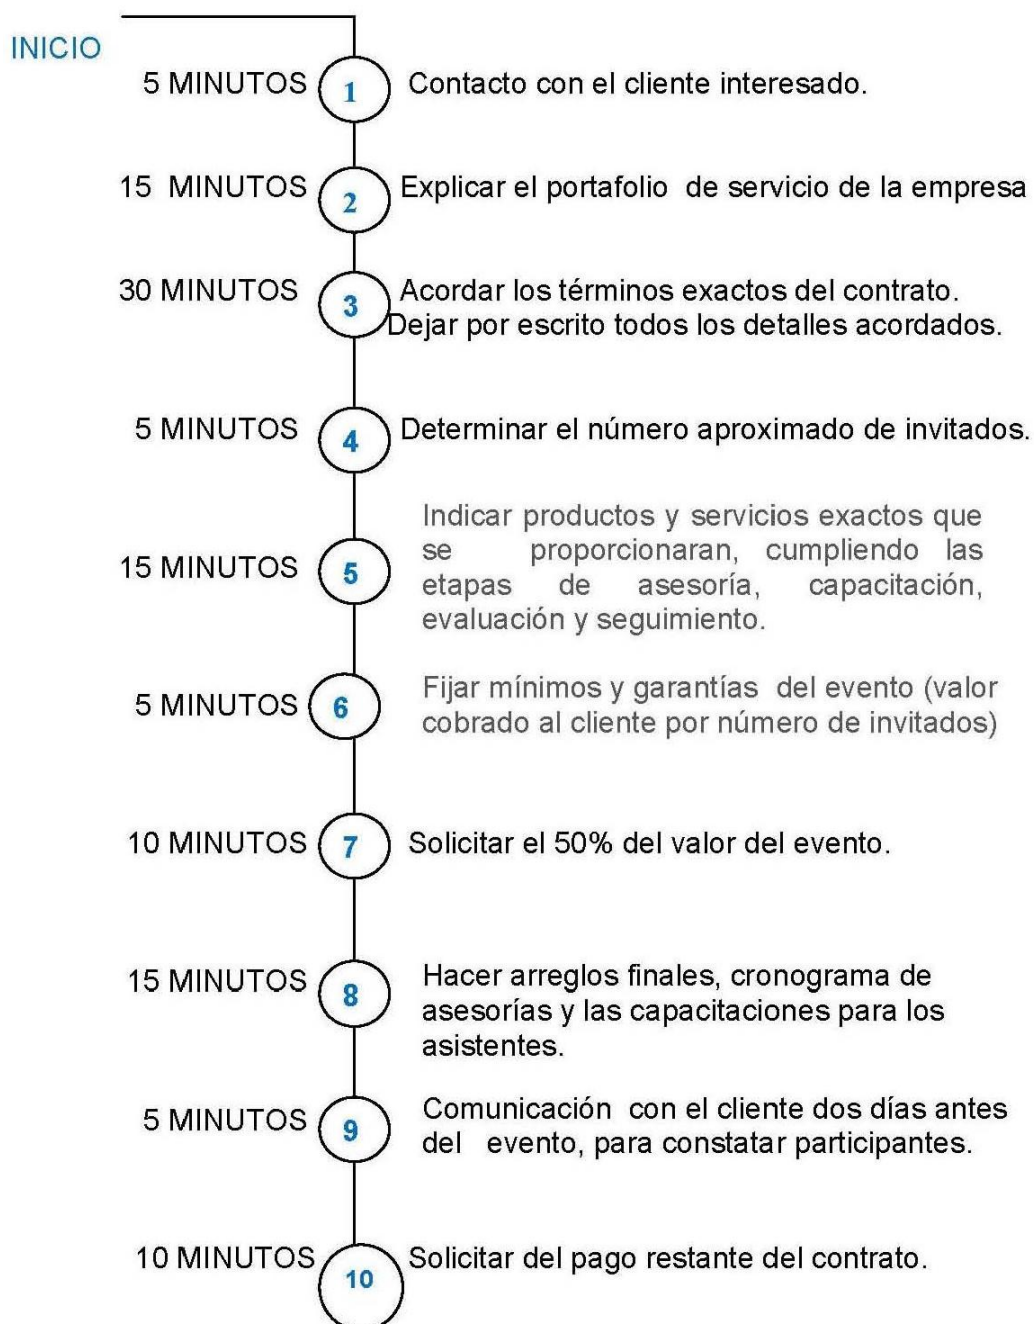 INICIO
5 MINUTOS 1 Contacto con el cliente interesado.
15 MINUTOS 2 Explicar el portafolio de servicio de la empresa
30 MINUTOS 3 Acordar los términos exactos del contrato.
Dejar por escrito todos los detalles acordados.
5 MINUTOS 4 Determinar el número aproximado de invitados.
15 MINUTOS 5 Indicar productos y servicios exactos que
se proporcionaran, cumpliendo las
etapas de asesoría, capacitación,
evaluación y seguimiento.
5 MINUTOS 6 Fijar mínimos y garantías del evento (valor
cobrado al cliente por número de invitados)
10 MINUTOS 7 Solicitar el 50% del valor del evento.
15 MINUTOS 8 Hacer arreglos finales, cronograma de
asesorías y las capacitaciones para los
asistentes.
5 MINUTOS 9 Comunicación con el cliente dos días antes
del evento, para constatar participantes.
10 MINUTOS 10 Solicitar del pago restante del contrato.